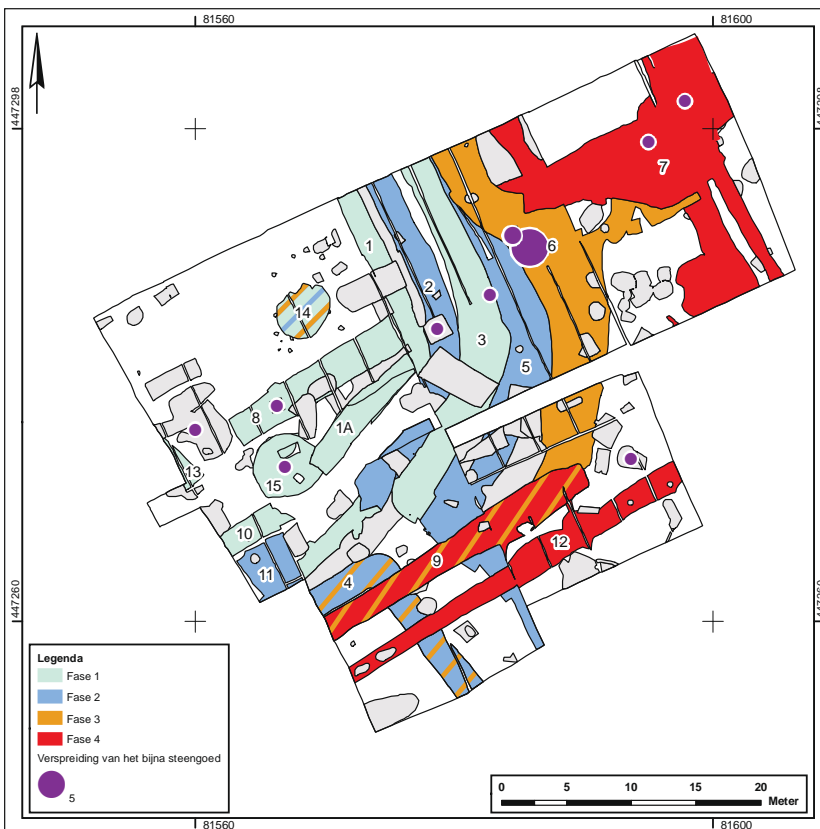 81560
81600
447298
447298
7
1
6
2
14
3
5
8
1A
13
15
10
9
12
11
4
447260
447260
Legenda
Fase 1
Fase 2
Fase 3
Fase 4
Verspreiding van het bijna steengoed
5
0 5 10 15 20
Meter
81560
81600